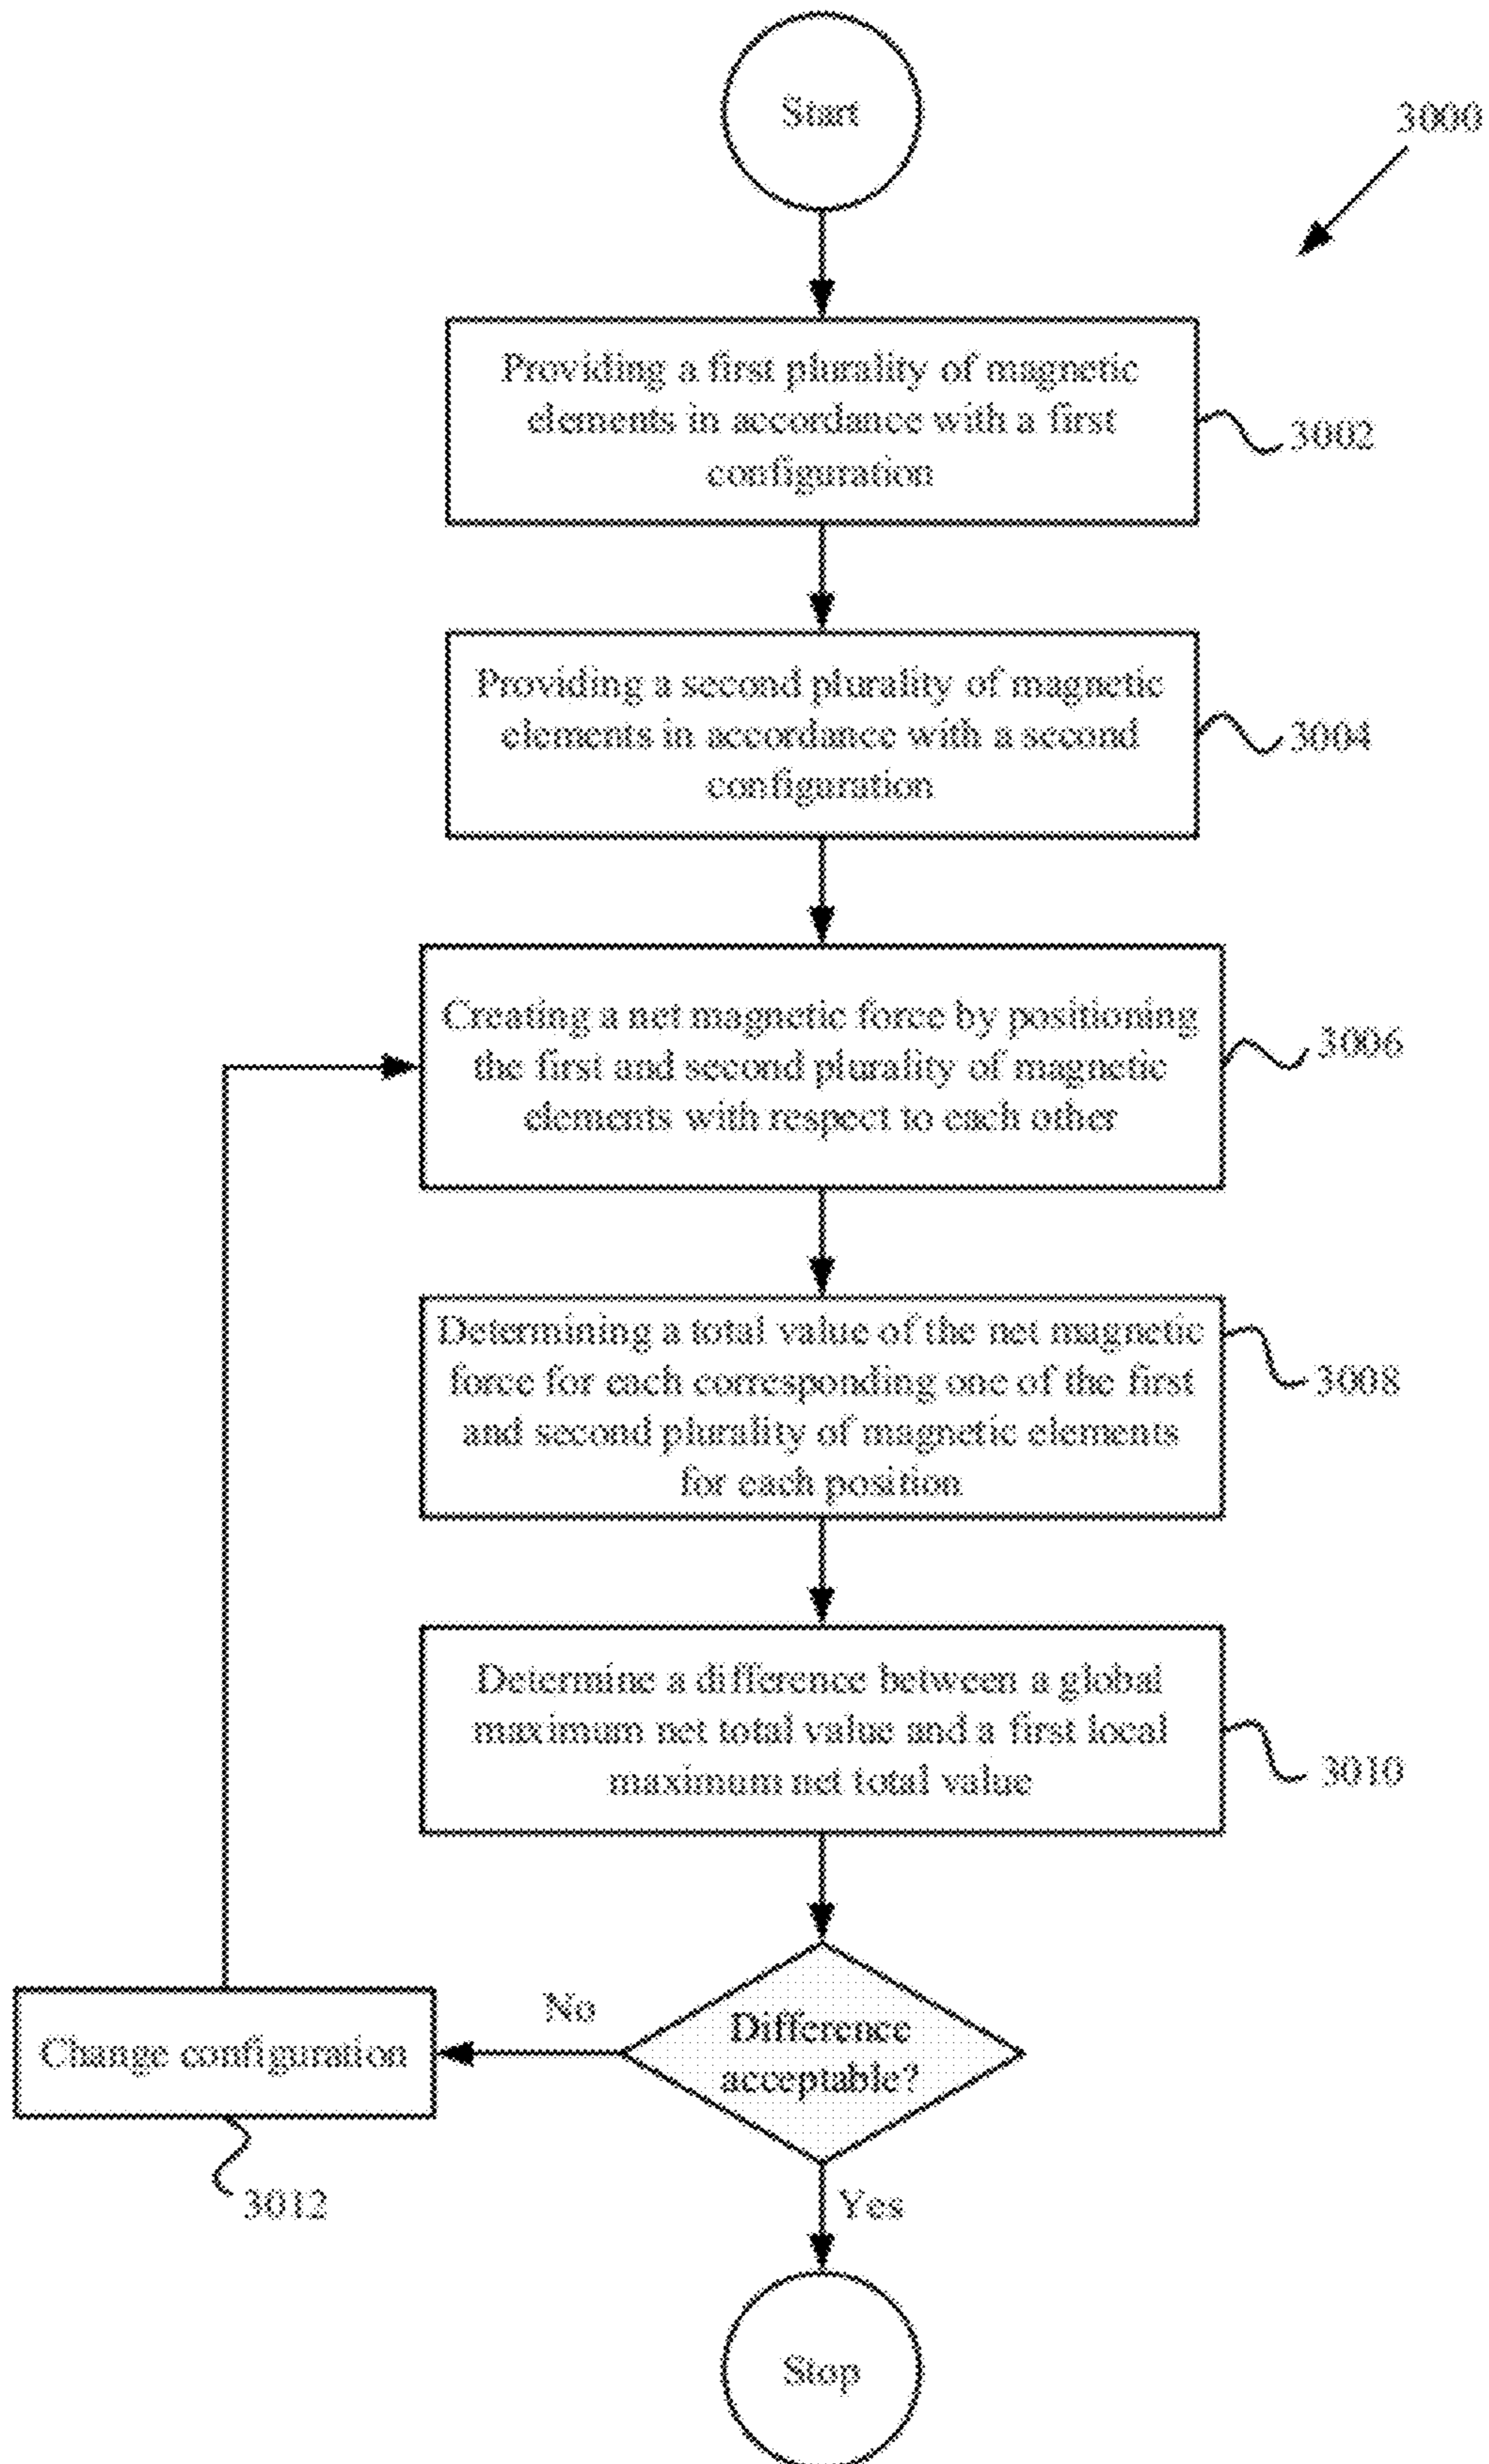 Start
3000
Providing a first plurality of magnetic
elements in accordance with a first
configuration
3002
Providing a second plurality of magnetic
elements in accordance with a second
configuration
3004
Creating a net magnetic force by positioning
the first and second plurality of magnetic
elements with respect to each other
3006
Determining a total value of the net magnetic
force for each corresponding one of the first
and second plurality of magnetic elements
for each position
3008
Determine a difference between a global
maximum net total value and a first local
maximum net total value
3010
Difference
acceptable?
No
Change configuration
3012
Yes
Stop